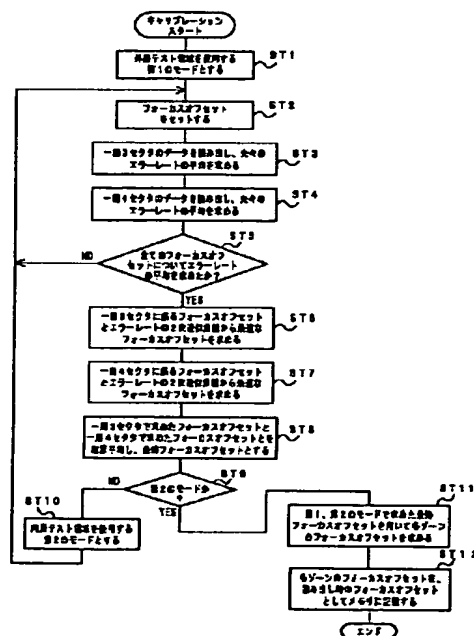 キャリブレーション
スタート
外周テスト領域を使用する
第1のモードとする
ST1
フォーカスオフセット
をセットする
ST2
一周3セクタのデータを読み出し、夫々の
エラーレートの平均を求める
ST3
一周4セクタのデータを読み出し、夫々の
エラーレートの平均を求める
ST4
ST5
全てのフォーカスオフ
セットについてエラーレート
の平均を求めたか?
NO
YES
一周3セクタに係るフォーカスオフセット
とエラーレートの2次近似曲線から最適な
フォーカスオフセットを求める
ST6
一周4セクタに係るフォーカスオフセット
とエラーレートの2次近似曲線から最適な
フォーカスオフセットを求める
ST7
一周3セクタで求めたフォーカスオフセットと
一周4セクタで求めたフォーカスオフセットとを
平均し、フォーカスオフセットとする
ST8
ST9
第2のモードか
?
NO
YES
ST10
内周テスト領域を使用する
第2のモードとする
ST11
第1、第2のモードで求めた
フォーカスオフセットを用いて各ゾーン
のフォーカスオフセットを求める
ST12
各ゾーンのフォーカスオフセットを、
読み出し時のフォーカスオフセット
としてメモリに記憶する
エンド